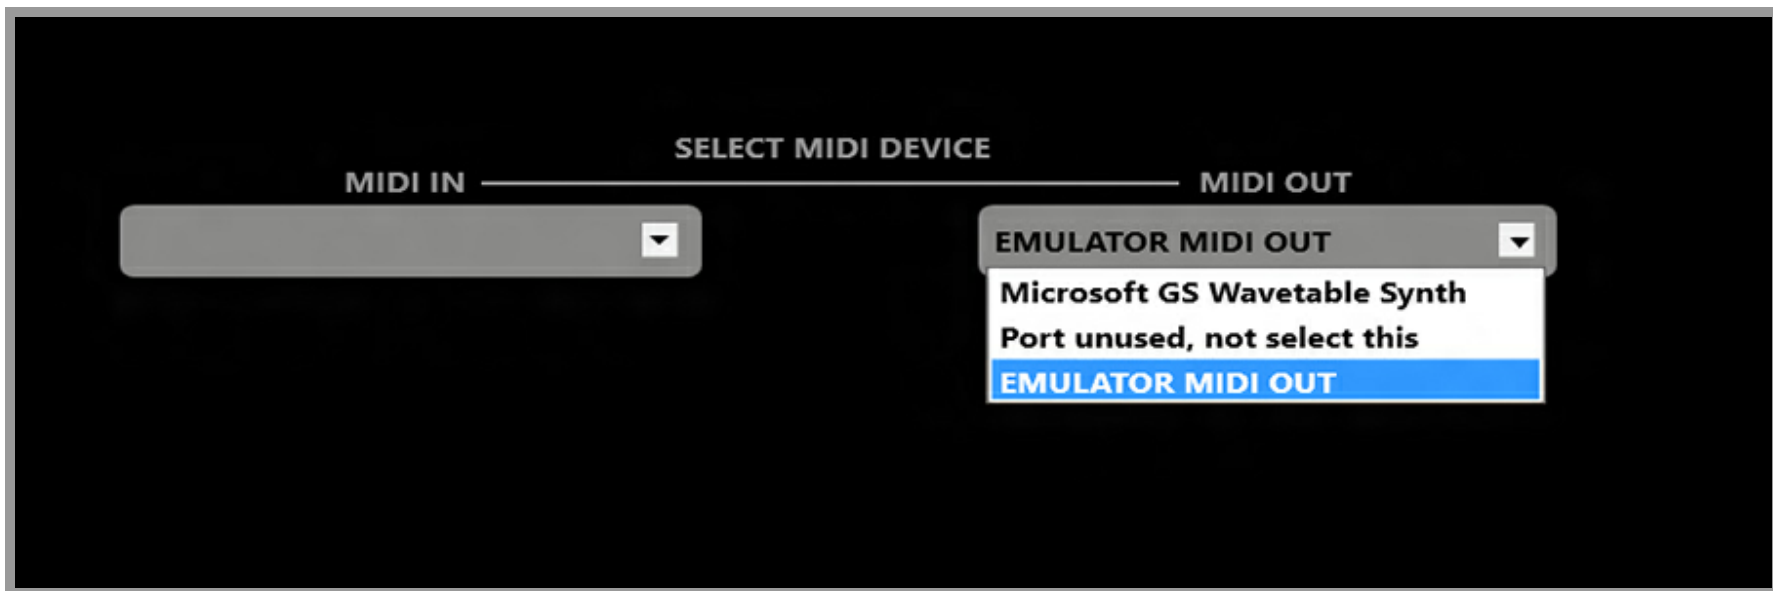 SELECT MIDI DEVICE
MIDI IN
MIDI OUT
EMULATOR MIDI OUT
Microsoft GS Wavetable Synth
Port unused, not select this
EMULATOR MIDI OUT